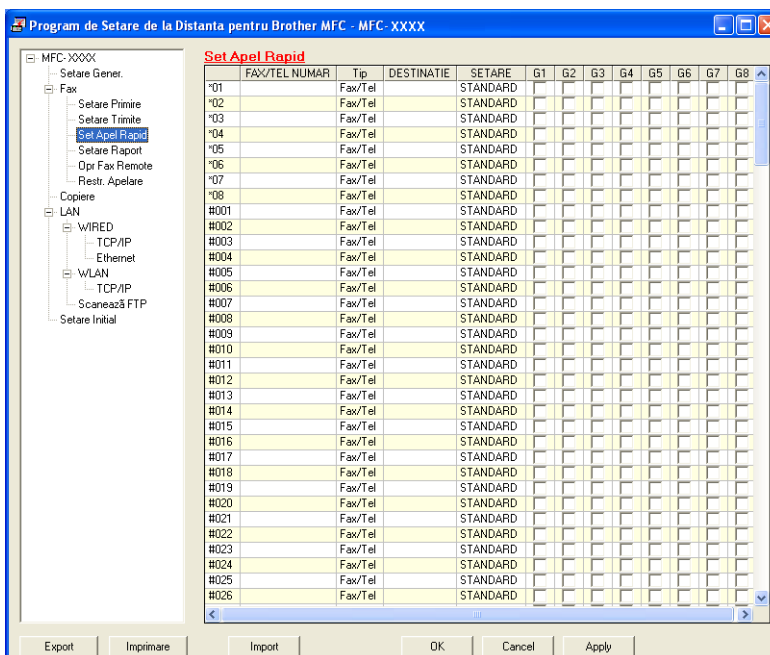 Program de Setare de la Distanta pentru Brother MFC - MFC-XXXX
MFC-XXXX
Setare Gener.
Fax
Setare Primire
Setare Trimite
Set Apel Rapid
Setare Raport
Opr Fax Remote
Restr. Apelare
Copiere
LAN
WIRED
TCP/IP
Ethernet
WLAN
TCP/IP
Scanează FTP
Setare Initial
Set Apel Rapid
FAX/TEL NUMAR Tip DESTINATIE SETARE G1 G2 G3 G4 G5 G6 G7 G8
*01 Fax/Tel STANDARD
*02 Fax/Tel STANDARD
*03 Fax/Tel STANDARD
*04 Fax/Tel STANDARD
*05 Fax/Tel STANDARD
*06 Fax/Tel STANDARD
*07 Fax/Tel STANDARD
*08 Fax/Tel STANDARD
#001 Fax/Tel STANDARD
#002 Fax/Tel STANDARD
#003 Fax/Tel STANDARD
#004 Fax/Tel STANDARD
#005 Fax/Tel STANDARD
#006 Fax/Tel STANDARD
#007 Fax/Tel STANDARD
#008 Fax/Tel STANDARD
#009 Fax/Tel STANDARD
#010 Fax/Tel STANDARD
#011 Fax/Tel STANDARD
#012 Fax/Tel STANDARD
#013 Fax/Tel STANDARD
#014 Fax/Tel STANDARD
#015 Fax/Tel STANDARD
#016 Fax/Tel STANDARD
#017 Fax/Tel STANDARD
#018 Fax/Tel STANDARD
#019 Fax/Tel STANDARD
#020 Fax/Tel STANDARD
#021 Fax/Tel STANDARD
#022 Fax/Tel STANDARD
#023 Fax/Tel STANDARD
#024 Fax/Tel STANDARD
#025 Fax/Tel STANDARD
#026 Fax/Tel STANDARD
Export Imprimare Import OK Cancel Apply